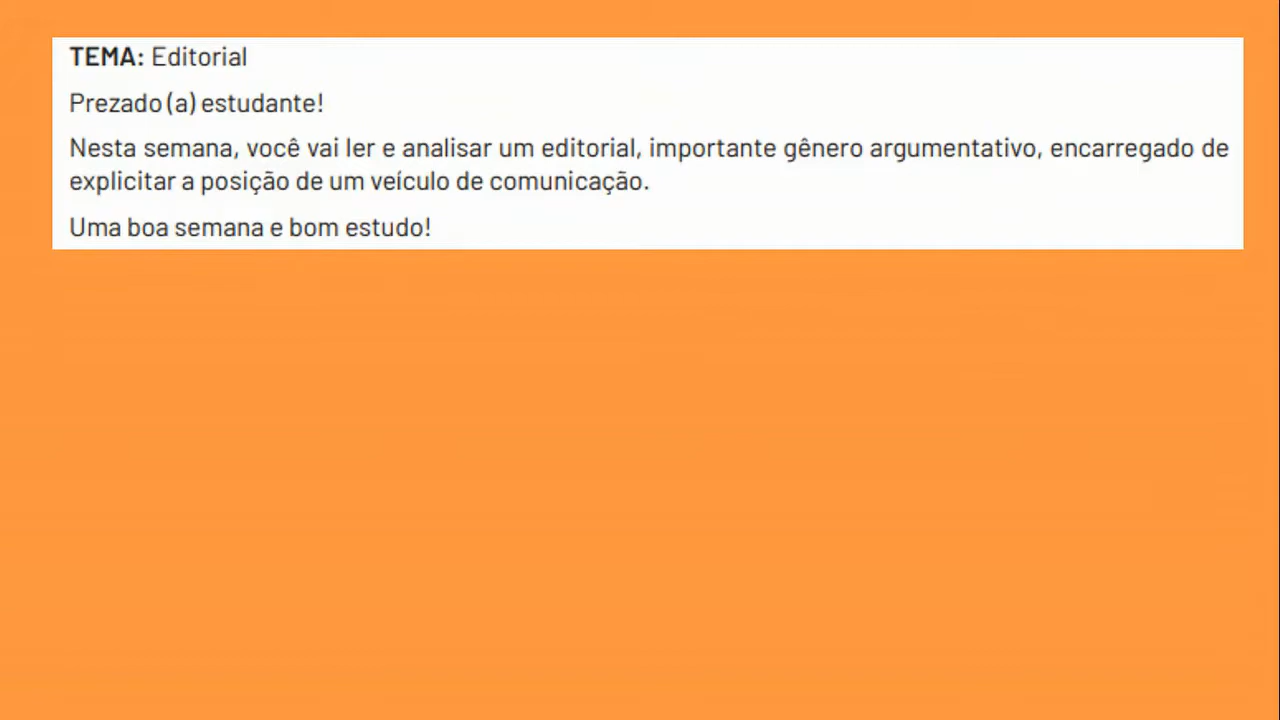 TEMA: Editorial
Prezado (a) estudante!
Nesta semana, você vai ler e analisar um editorial, importante gênero argumentativo, encarregado de
explicitar a posição de um veículo de comunicação.
Uma boa semana e bom estudo!